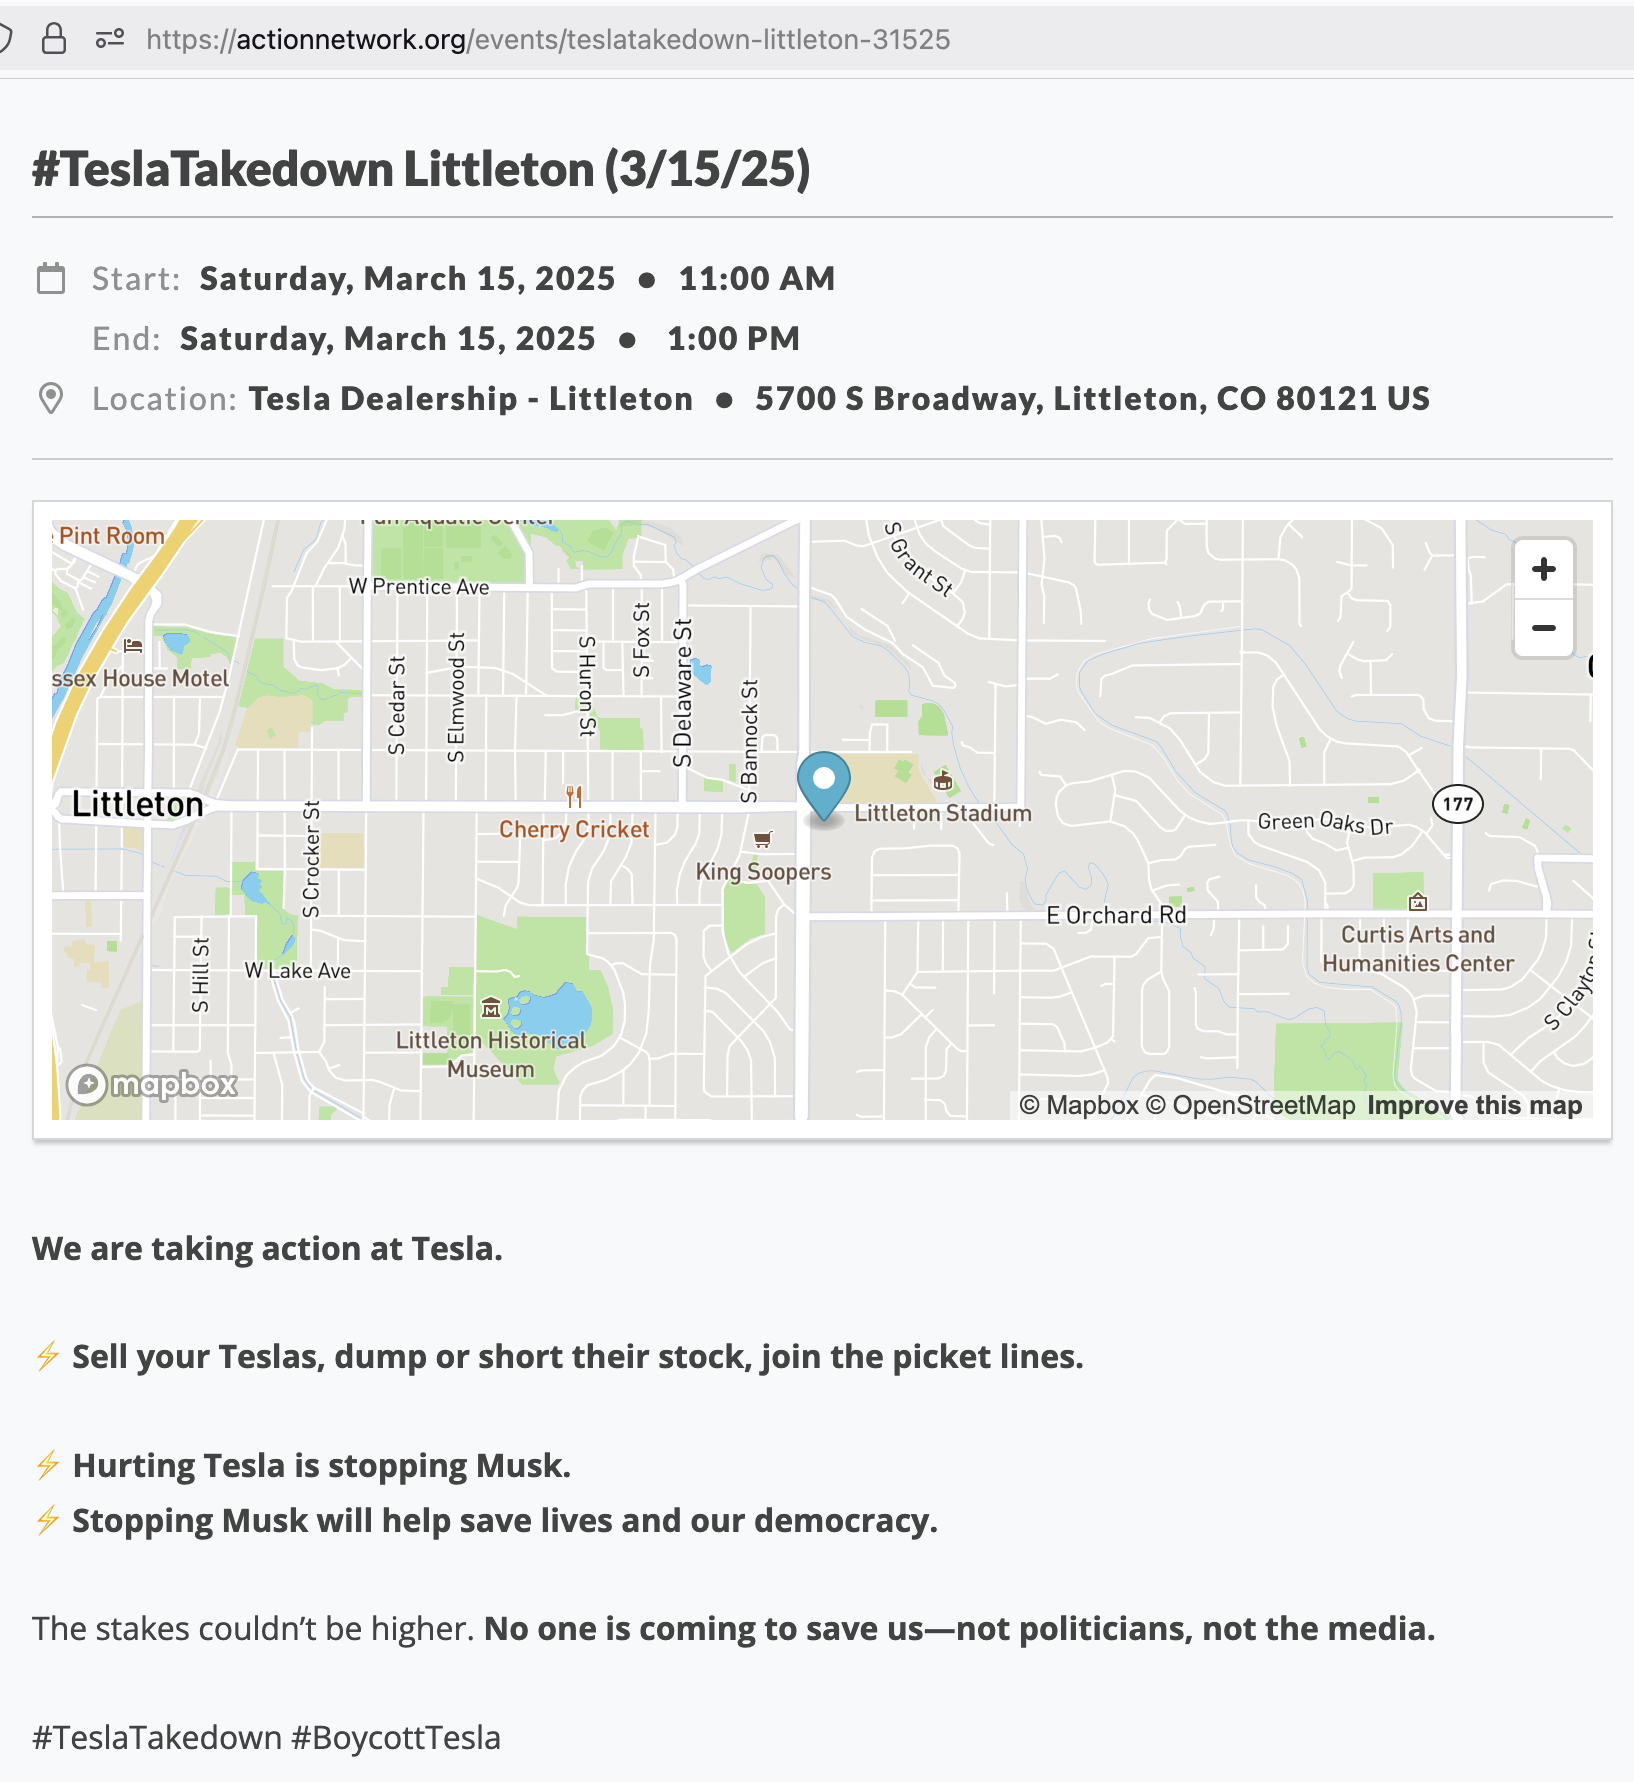 https://actionnetwork.org/events/teslatakedown-littleton-31525
#TeslaTakedown Littleton (3/15/25)
Start: Saturday, March 15, 2025 • 11:00 AM
End: Saturday, March 15, 2025 • 1:00 PM
Location: Tesla Dealership - Littleton • 5700 S Broadway, Littleton, CO 80121 US
Pint Room
Aquatic Center
S Grant St
W Prentice Ave
+
−
S Fox St
S Huron St
S Delaware St
S Elmwood St
S Cedar St
ssex House Motel
S Bannock St
Littleton
Cherry Cricket
Littleton Stadium
177
Green Oaks Dr
S Crocker St
King Soopers
E Orchard Rd
Curtis Arts and
Humanities Center
S Hill St
W Lake Ave
S Clayton
Littleton Historical
Museum
mapbox
© Mapbox © OpenStreetMap Improve this map
We are taking action at Tesla.
⚡ Sell your Teslas, dump or short their stock, join the picket lines.
⚡ Hurting Tesla is stopping Musk.
⚡ Stopping Musk will help save lives and our democracy.
The stakes couldn’t be higher. No one is coming to save us—not politicians, not the media.
#TeslaTakedown #BoycottTesla